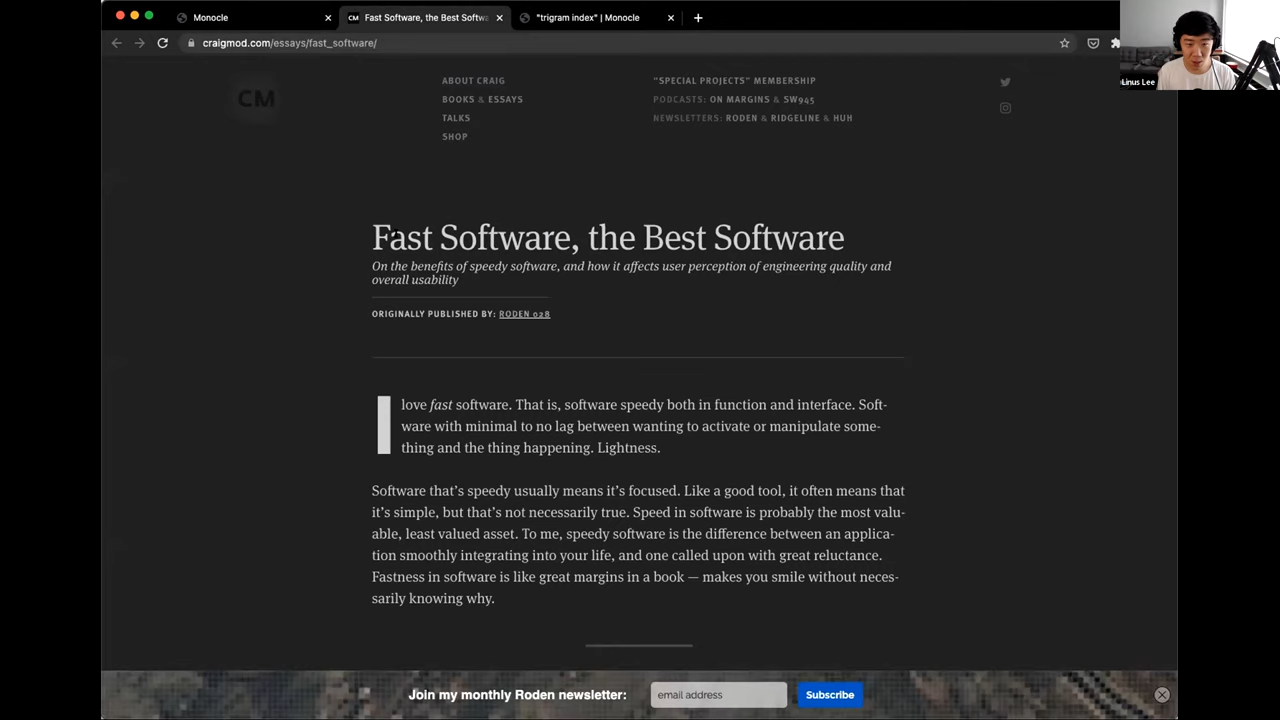 Monocle
Fast Software, the Best Softwa
"trigram index" | Monocle
craigmod.com/essays/fast_software/
Linus Lee
CM
ABOUT CRAIG
BOOKS & ESSAYS
TALKS
SHOP
"SPECIAL PROJECTS" MEMBERSHIP
PODCASTS: ON MARGINS & SW945
NEWSLETTERS: RODEN & RIDGELINE & HUH
Fast Software, the Best Software
On the benefits of speedy software, and how it affects user perception of engineering quality and
overall usability
ORIGINALLY PUBLISHED BY: RODEN 028
I love fast software. That is, software speedy both in function and interface. Soft-
ware with minimal to no lag between wanting to activate or manipulate some-
thing and the thing happening. Lightness.
Software that's speedy usually means it's focused. Like a good tool, it often means that
it's simple, but that's not necessarily true. Speed in software is probably the most valu-
able, least valued asset. To me, speedy software is the difference between an applica-
tion smoothly integrating into your life, and one called upon with great reluctance.
Fastness in software is like great margins in a book — makes you smile without neces-
sarily knowing why.
Join my monthly Roden newsletter:
email address
Subscribe